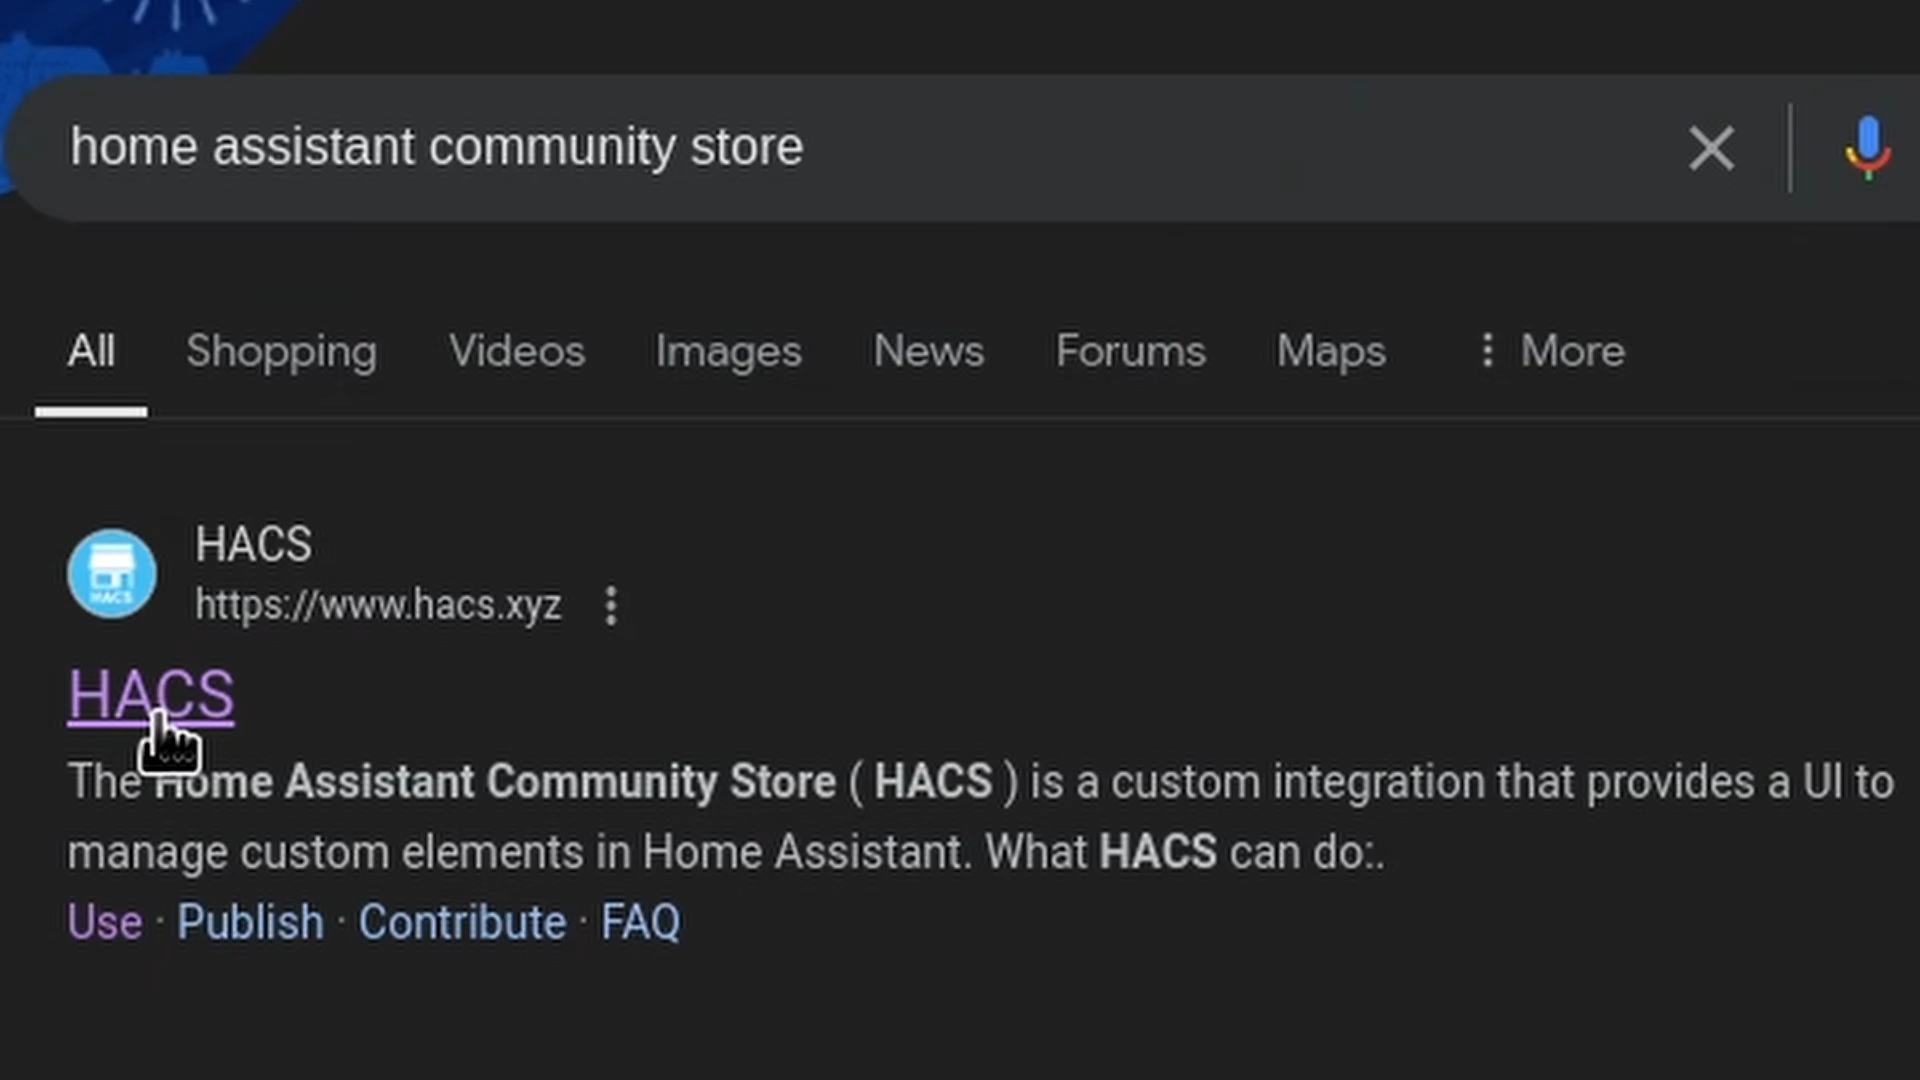 home assistant community store
All Shopping Videos Images News Forums Maps More
HACS
https://www.hacs.xyz
HACS
HACS
The Home Assistant Community Store ( HACS ) is a custom integration that provides a UI to
manage custom elements in Home Assistant. What HACS can do:.
Use · Publish · Contribute · FAQ